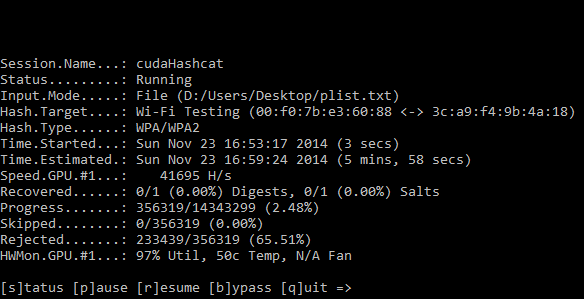 Session.Name...: cudaHashcat
Status.........: Running
Input.Mode.....: File (D:/Users/Desktop/plist.txt)
Hash.Target....: Wi-Fi Testing (00:f0:7b:e3:60:88 <-> 3c:a9:f4:9b:4a:18)
Hash.Type......: WPA/WPA2
Time.Started...: Sun Nov 23 16:53:17 2014 (3 secs)
Time.Estimated.: Sun Nov 23 16:59:24 2014 (5 mins, 58 secs)
Speed.GPU.#1...:    41695 H/s
Recovered......: 0/1 (0.00%) Digests, 0/1 (0.00%) Salts
Progress.......: 356319/14343299 (2.48%)
Skipped........: 0/356319 (0.00%)
Rejected.......: 233439/356319 (65.51%)
HWMon.GPU.#1...: 97% Util, 50c Temp, N/A Fan
[s]tatus [p]ause [r]esume [b]ypass [q]uit =>